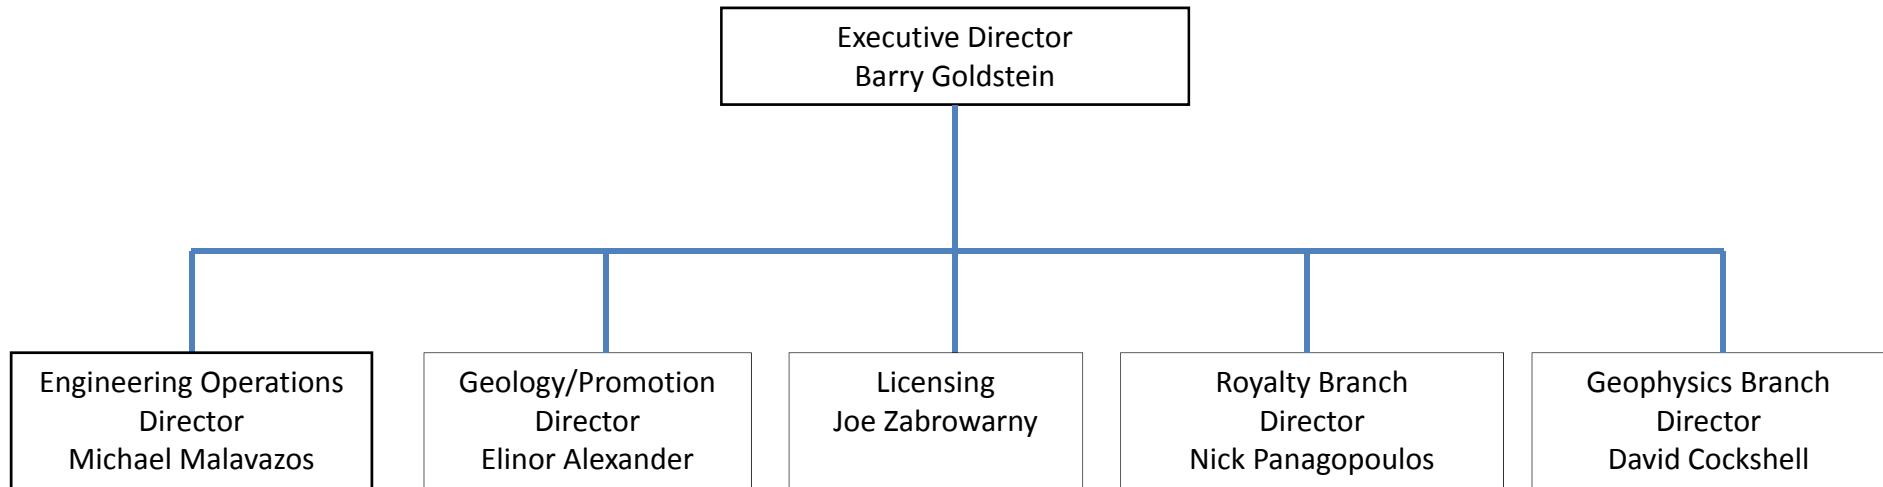 Executive Director
Barry Goldstein
Engineering Operations
Director
Michael Malavazos
Geology/Promotion
Director
Elinor Alexander
Licensing
Joe Zabrowarny
Royalty Branch
Director
Nick Panagopoulos
Geophysics Branch
Director
David Cockshell